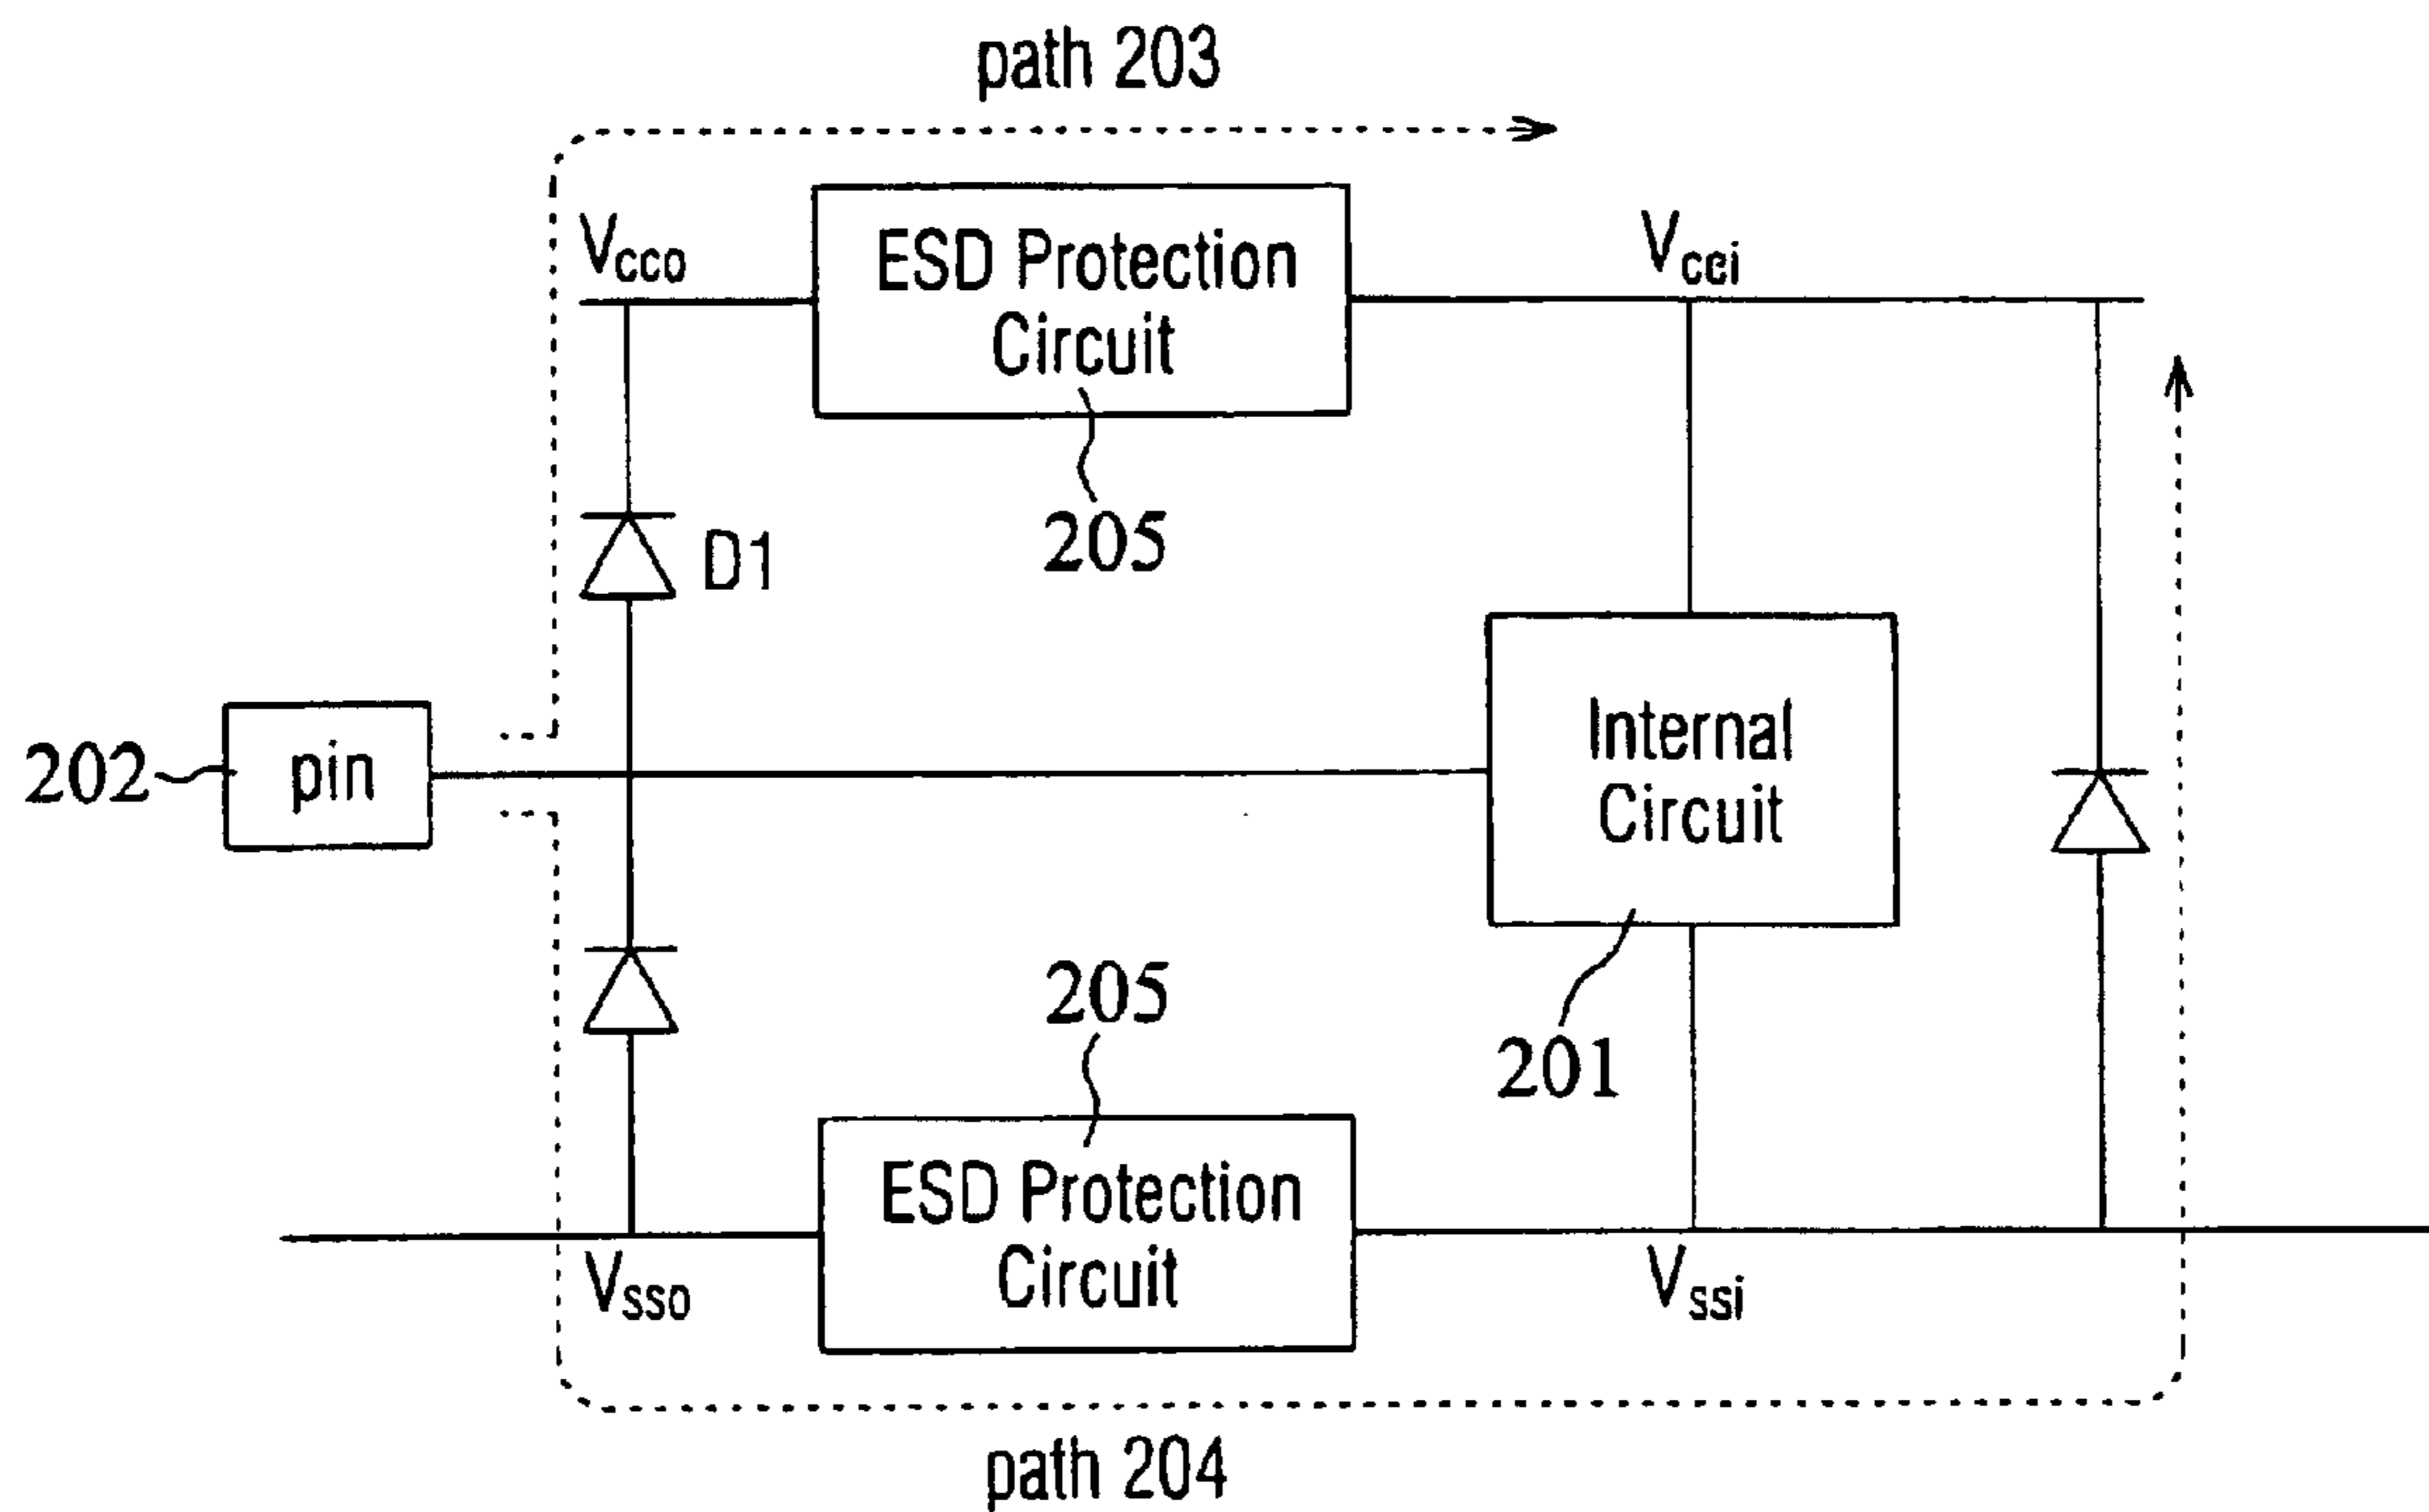 path 203
Vcco
ESD Protection
Circuit
Vcci
205
D1
202
pin
Internal
Circuit
205
201
ESD Protection
Circuit
Vsso
Vssi
path 204